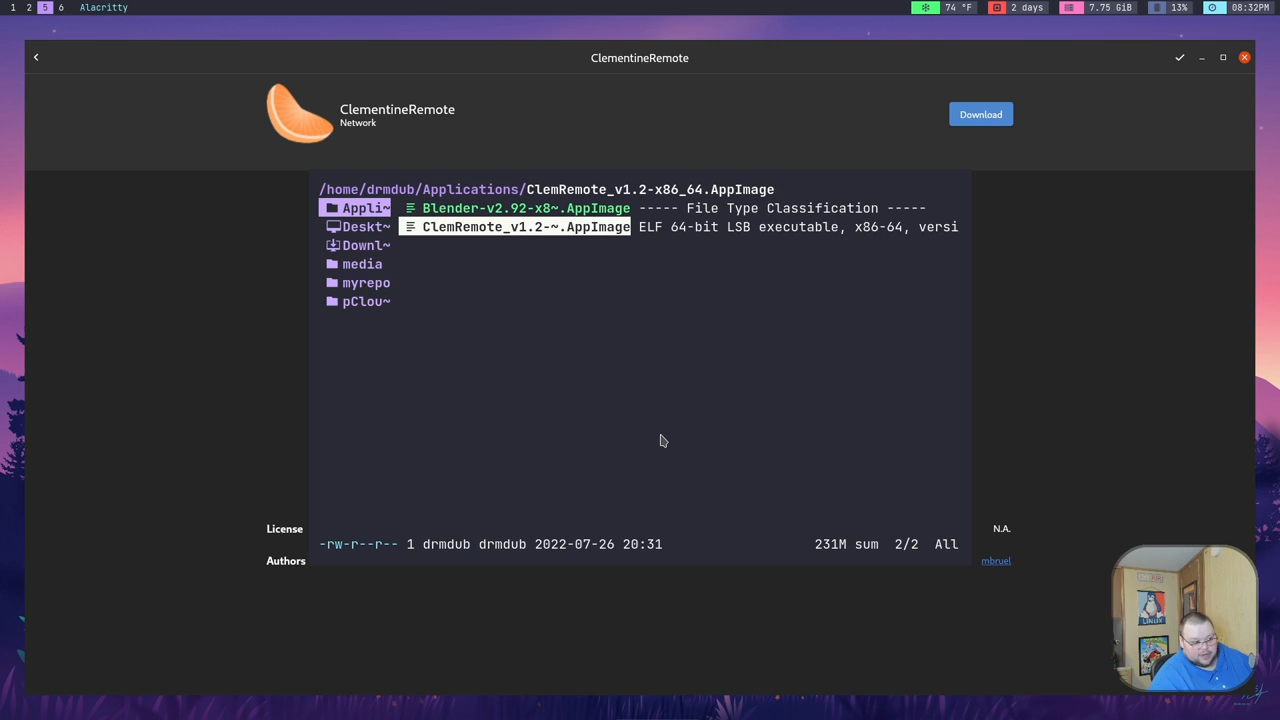 1 2 5 6 Alacritty 74 °F 2 days 7.75 GiB 13% 08:32PM
ClementineRemote
ClementineRemote
Network
Download
/home/drmdub/Applications/ClemRemote_v1.2-x86_64.AppImage
Appli~ Blender-v2.92-x8~.AppImage ----- File Type Classification -----
Deskt~ ClemRemote_v1.2-~.AppImage ELF 64-bit LSB executable, x86-64, versi
Downl~
media
myrepo
pClou~
License N.A.
-rw-r--r-- 1 drmdub drmdub 2022-07-26 20:31 231M sum 2/2 All
Authors mbruel
LINUX